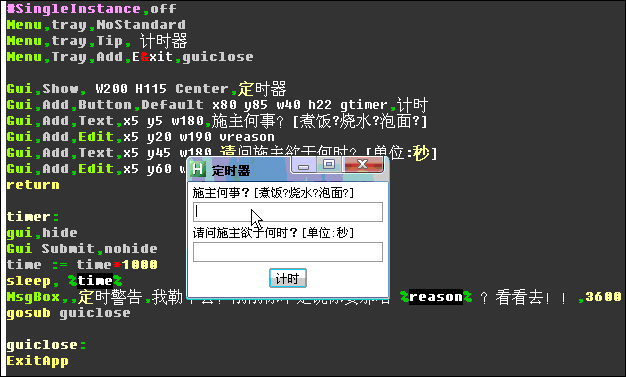 #SingleInstance,off
Menu,tray,NoStandard
Menu,tray,Tip, 计时器
Menu,Tray,Add,E&xit,guiclose
Gui,Show, W200 H115 Center,定时器
Gui,Add,Button,Default x80 y85 w40 h22 gtimer,计时
Gui,Add,Text,x5 y5 w180,施主何事? [煮饭?烧水?泡面?]
Gui,Add,Edit,x5 y20 w190 vreason
Gui,Add,Text,x5 y45 w180,请问施主欲于何时? [单位:秒]
Gui,Add,Edit,x5 y60 w
return
定时器
施主何事? [煮饭?烧水?泡面?]
请问施主欲于何时? [单位:秒]
计时
timer:
gui,hide
Gui Submit,nohide
time := time*1000
sleep, %time%
MsgBox,,定时警告,我勒个去! %reason% ? 看看去! ! ,3600
gosub guiclose
guiclose:
ExitApp